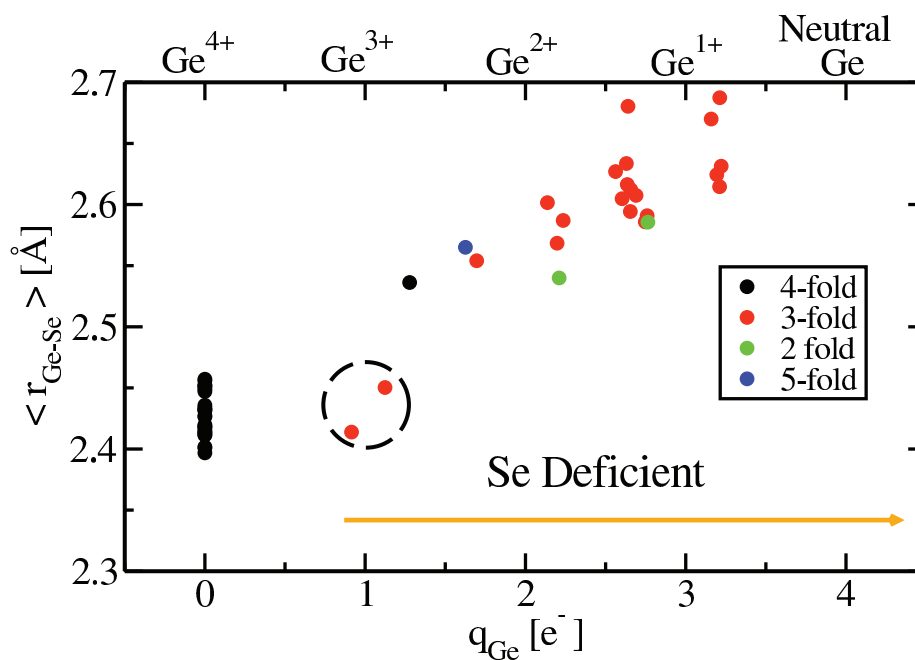 Neutral
Ge4+ Ge3+ Ge2+ Ge1+ Ge
2.7
2.6
2.5
2.4
2.3
< rGe-Se > [Å]
4-fold
3-fold
2 fold
5-fold
Se Deficient
0 1 2 3 4
qGe [e-]